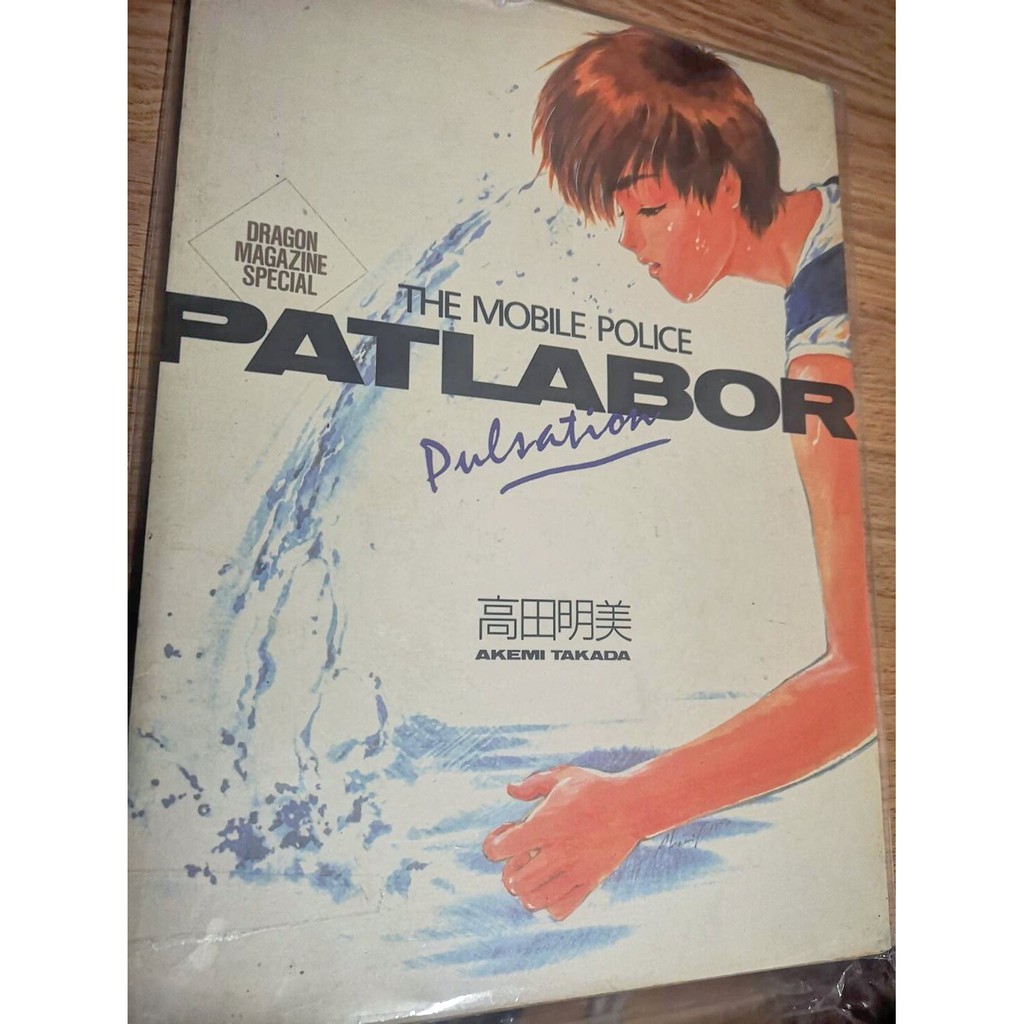 DRAGON
MAGAZINE
SPECIAL
THE MOBILE POLICE
PATLABOR
Pulsation
高田明美
AKEMI TAKADA